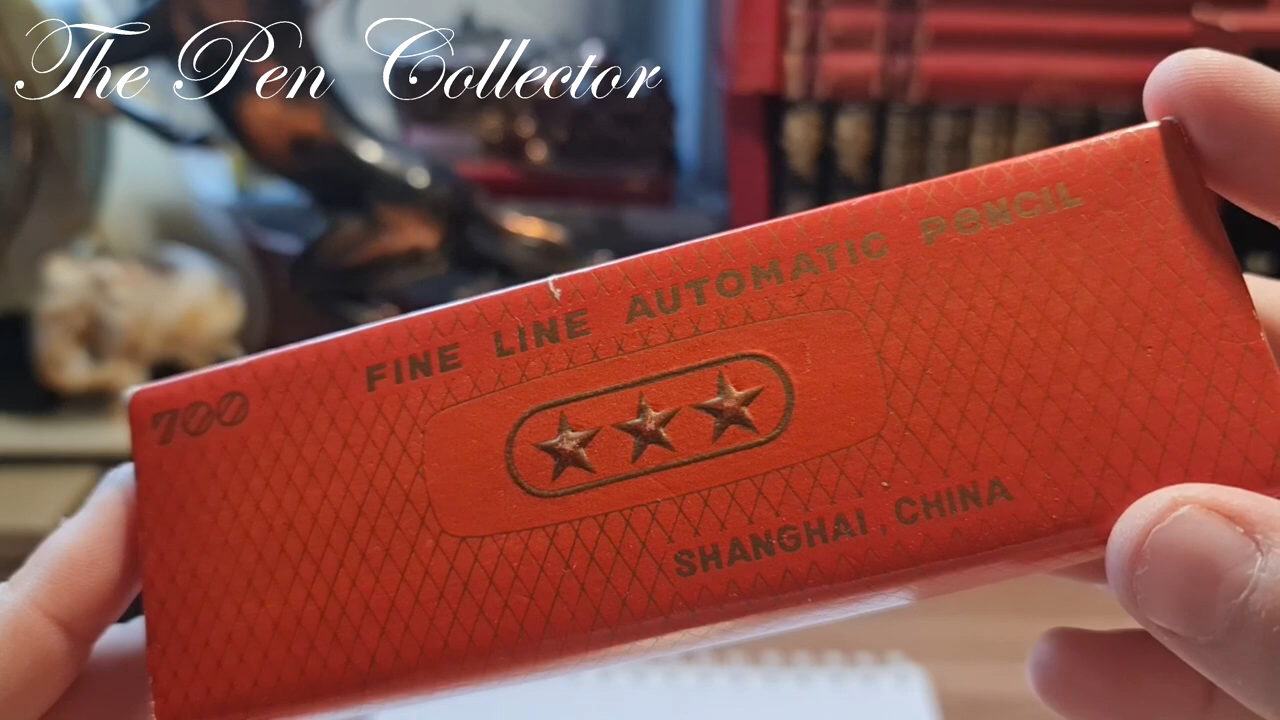 The Pen Collector
FINE LINE AUTOMATIC PENCIL
700
SHANGHAI, CHINA